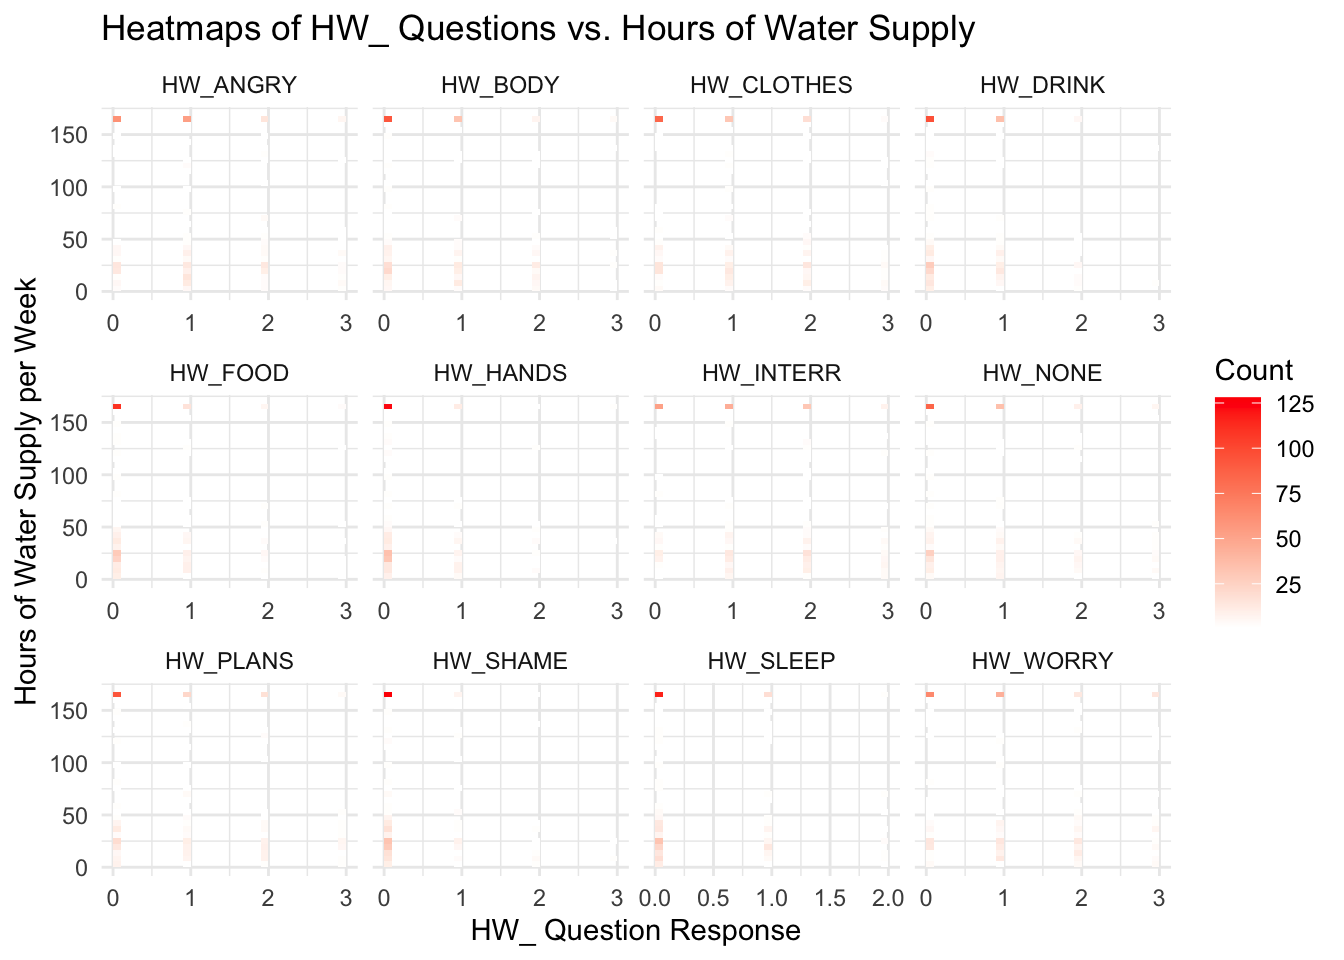 Heatmaps of HW_ Questions vs. Hours of Water Supply
HW_ANGRY HW_BODY HW_CLOTHES HW_DRINK
150
100
50
0
0 1 2 3 0 1 2 3 0 1 2 3 0 1 2 3
HW_FOOD HW_HANDS HW_INTERR HW_NONE
150
100
50
0
0 1 2 3 0 1 2 3 0 1 2 3 0 1 2 3
HW_PLANS HW_SHAME HW_SLEEP HW_WORRY
150
100
50
0
0 1 2 3 0 1 2 3 0.0 0.5 1.0 1.5 2.0 0 1 2 3
HW_ Question Response
Hours of Water Supply per Week
Count
125
100
75
50
25